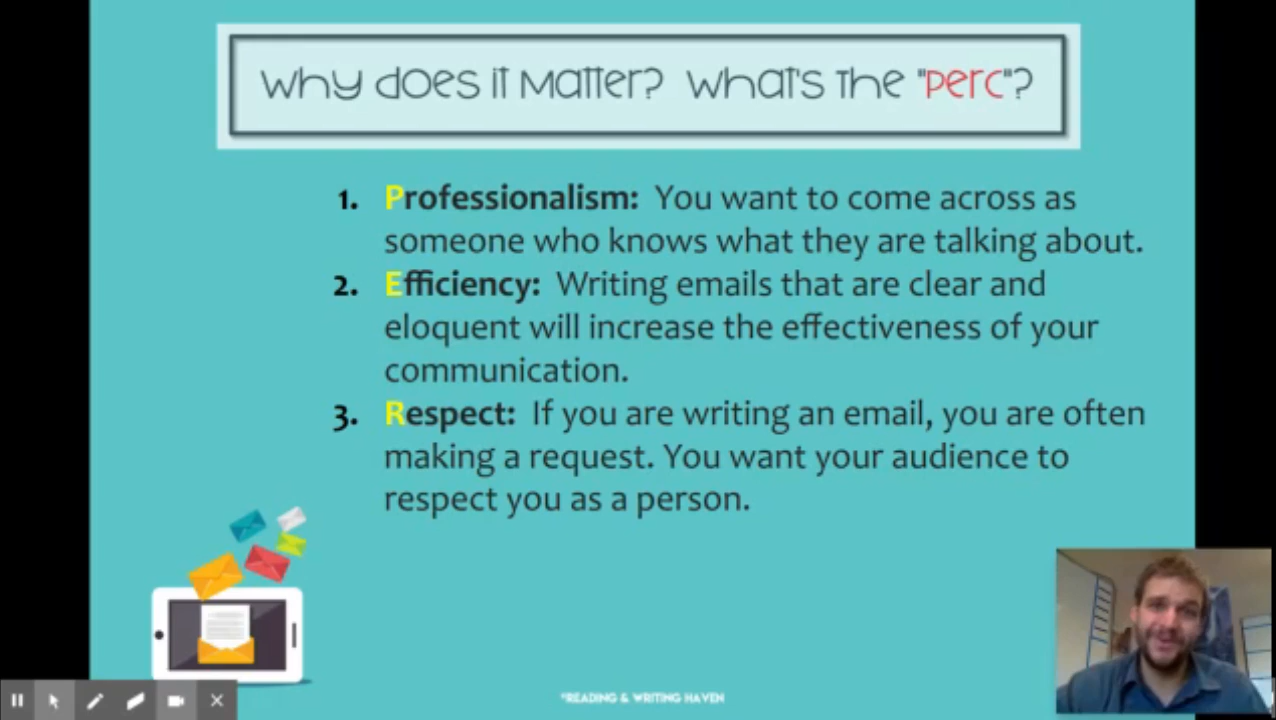 Why does it Matter? What's the "Perc"?
1. Professionalism: You want to come across as
someone who knows what they are talking about.
2. Efficiency: Writing emails that are clear and
eloquent will increase the effectiveness of your
communication.
3. Respect: If you are writing an email, you are often
making a request. You want your audience to
respect you as a person.
*READING & WRITING HAVEN